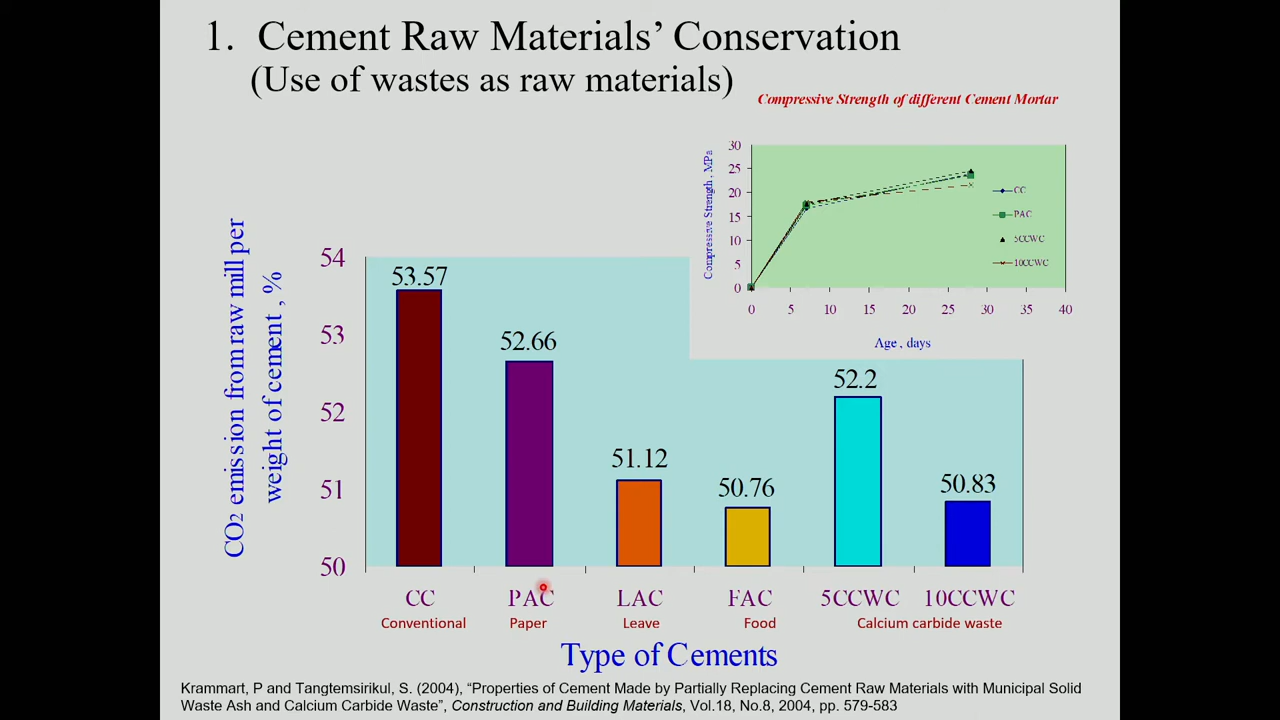 1. Cement Raw Materials' Conservation
(Use of wastes as raw materials)
Compressive Strength of different Cement Mortar
Compressive Strength , MPa
30
25
20
15
10
5
0
0 5 10 15 20 25 30 35 40
Age , days
CC
PAC
5CCWC
10CCWC
CO2 emission from raw mill per
weight of cement , %
54
53
52
51
50
53.57
52.66
51.12
50.76
52.2
50.83
CC PAC LAC FAC 5CCWC 10CCWC
Conventional Paper Leave Food Calcium carbide waste
Type of Cements
Krammart, P and Tangtemsirikul, S. (2004), “Properties of Cement Made by Partially Replacing Cement Raw Materials with Municipal Solid
Waste Ash and Calcium Carbide Waste”, Construction and Building Materials, Vol.18, No.8, 2004, pp. 579-583